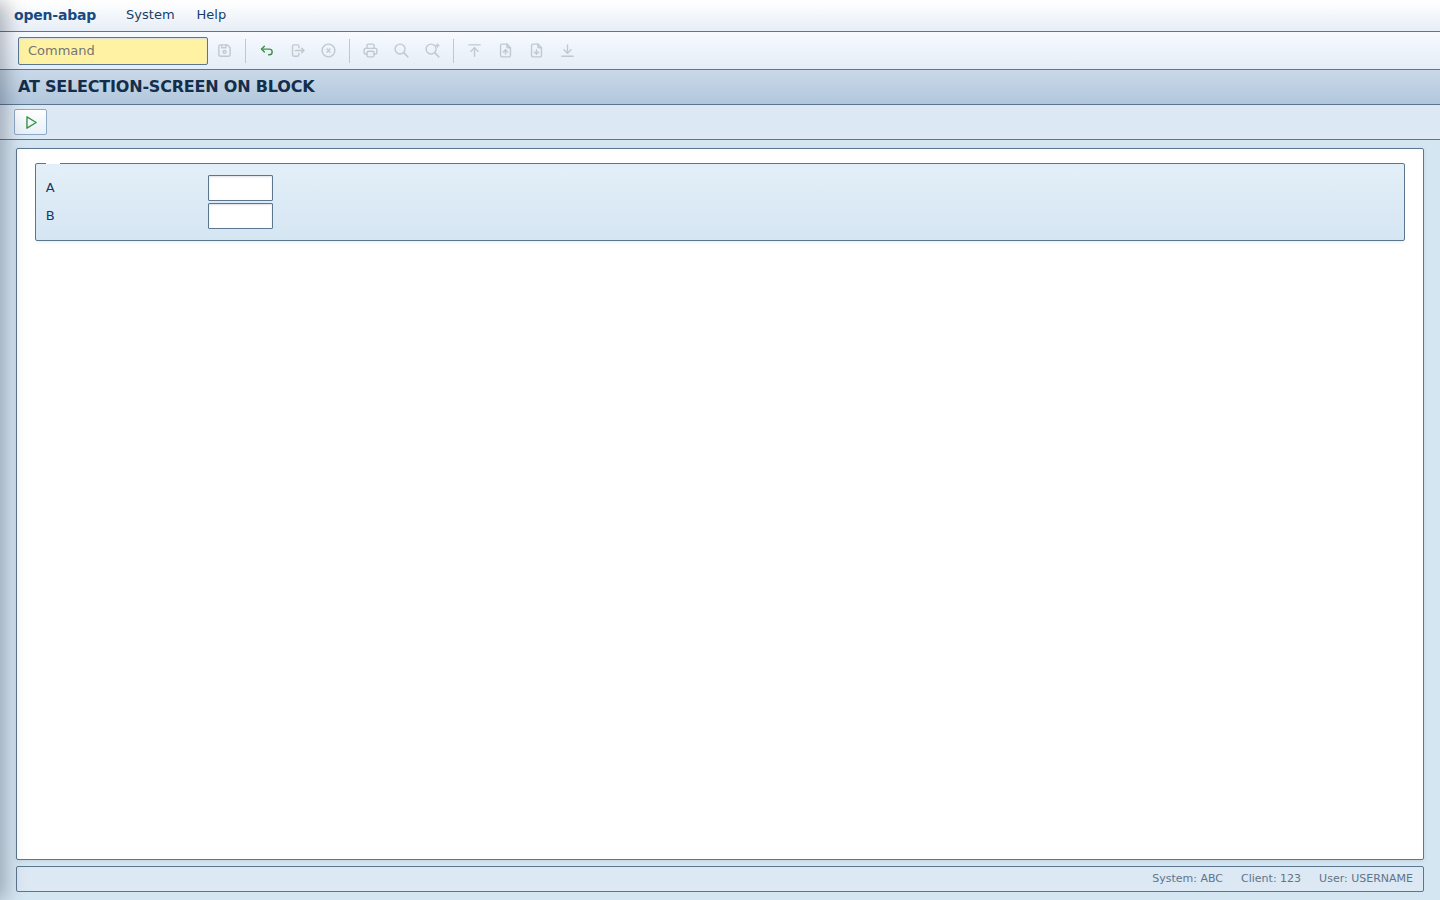 open-abap System Help
Command
AT SELECTION-SCREEN ON BLOCK
A
B
System: ABC Client: 123 User: USERNAME